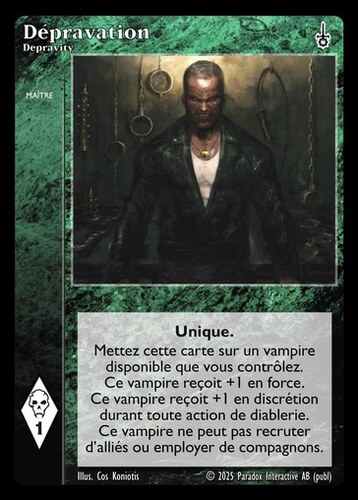 Dépravation
Depravity
MAÎTRE
Unique.
Mettez cette carte sur un vampire
disponible que vous contrôlez.
Ce vampire reçoit +1 en force.
Ce vampire reçoit +1 en discrétion
durant toute action de diablerie.
Ce vampire ne peut pas recruter
d'alliés ou employer de compagnons.
1
Illus. Cos Koniotis © 2025 Paradox Interactive AB (publ)